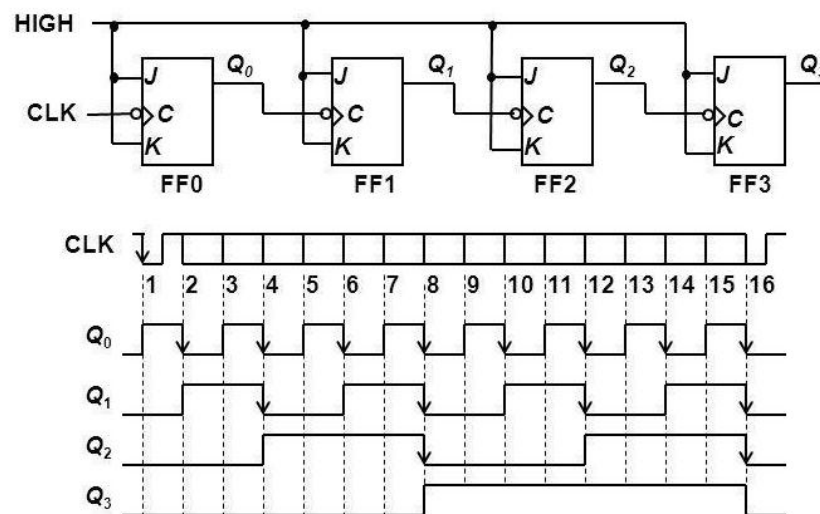 HIGH
J Q0 J Q1 J Q2 J Q
CLK C C C C
K K K K
FF0 FF1 FF2 FF3
CLK
1 2 3 4 5 6 7 8 9 10 11 12 13 14 15 16
Q0
Q1
Q2
Q3